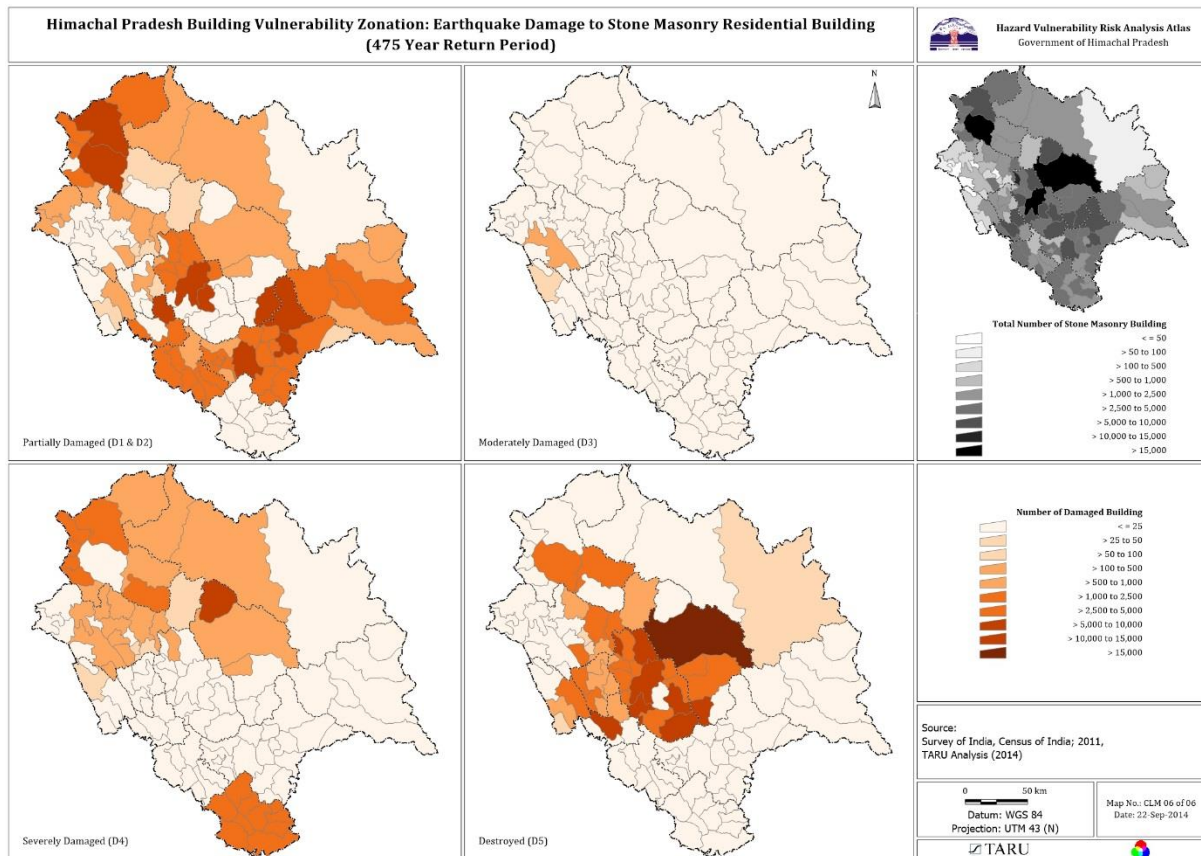 Himachal Pradesh Building Vulnerability Zonation: Earthquake Damage to Stone Masonry Residential Building
(475 Year Return Period)
Hazard Vulnerability Risk Analysis Atlas
Government of Himachal Pradesh
N
Partially Damaged (D1 & D2)
Moderately Damaged (D3)
Total Number of Stone Masonry Building
< = 50
> 50 to 100
> 100 to 500
> 500 to 1,000
> 1,000 to 2,500
> 2,500 to 5,000
> 5,000 to 10,000
> 10,000 to 15,000
> 15,000
Severely Damaged (D4)
Destroyed (D5)
Number of Damaged Building
< = 25
> 25 to 50
> 50 to 100
> 100 to 500
> 500 to 1,000
> 1,000 to 2,500
> 2,500 to 5,000
> 5,000 to 10,000
> 10,000 to 15,000
> 15,000
Source:
Survey of India, Census of India; 2011,
TARU Analysis (2014)
0 50 km
Datum: WGS 84
Projection: UTM 43 (N)
Map No.: CLM 06 of 06
Date: 22-Sep-2014
TARU